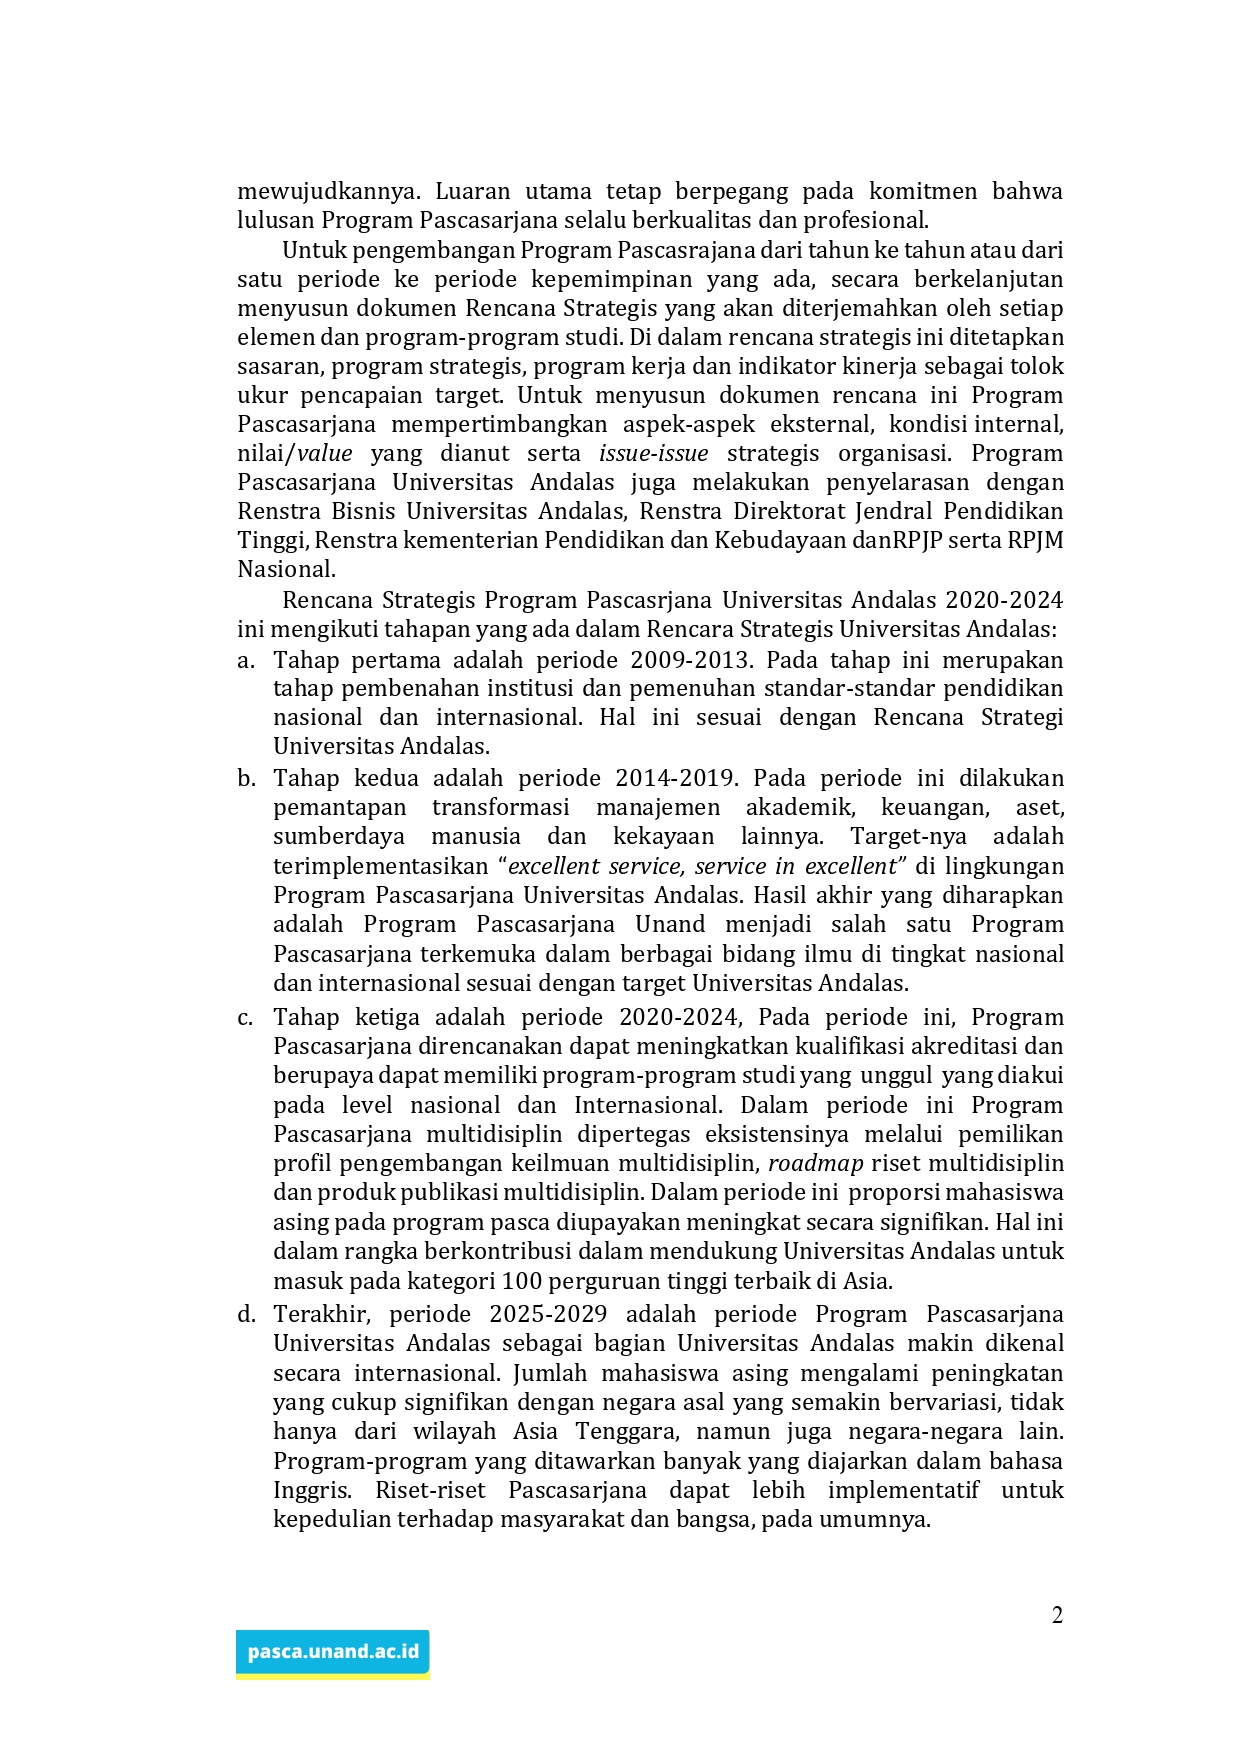 mewujudkannya. Luaran utama tetap berpegang pada komitmen bahwa
lulusan Program Pascasarjana selalu berkualitas dan profesional.
Untuk pengembangan Program Pascasrajana dari tahun ke tahun atau dari
satu periode ke periode kepemimpinan yang ada, secara berkelanjutan
menyusun dokumen Rencana Strategis yang akan diterjemahkan oleh setiap
elemen dan program-program studi. Di dalam rencana strategis ini ditetapkan
sasaran, program strategis, program kerja dan indikator kinerja sebagai tolok
ukur pencapaian target. Untuk menyusun dokumen rencana ini Program
Pascasarjana mempertimbangkan aspek-aspek eksternal, kondisi internal,
nilai/value yang dianut serta issue-issue strategis organisasi. Program
Pascasarjana Universitas Andalas juga melakukan penyelarasan dengan
Renstra Bisnis Universitas Andalas, Renstra Direktorat Jendral Pendidikan
Tinggi, Renstra kementerian Pendidikan dan Kebudayaan danRPJP serta RPJM
Nasional.
Rencana Strategis Program Pascasrjana Universitas Andalas 2020-2024
ini mengikuti tahapan yang ada dalam Rencara Strategis Universitas Andalas:
a. Tahap pertama adalah periode 2009-2013. Pada tahap ini merupakan
tahap pembenahan institusi dan pemenuhan standar-standar pendidikan
nasional dan internasional. Hal ini sesuai dengan Rencana Strategi
Universitas Andalas.
b. Tahap kedua adalah periode 2014-2019. Pada periode ini dilakukan
pemantapan transformasi manajemen akademik, keuangan, aset,
sumberdaya manusia dan kekayaan lainnya. Target-nya adalah
terimplementasikan “excellent service, service in excellent” di lingkungan
Program Pascasarjana Universitas Andalas. Hasil akhir yang diharapkan
adalah Program Pascasarjana Unand menjadi salah satu Program
Pascasarjana terkemuka dalam berbagai bidang ilmu di tingkat nasional
dan internasional sesuai dengan target Universitas Andalas.
c. Tahap ketiga adalah periode 2020-2024, Pada periode ini, Program
Pascasarjana direncanakan dapat meningkatkan kualifikasi akreditasi dan
berupaya dapat memiliki program-program studi yang unggul yang diakui
pada level nasional dan Internasional. Dalam periode ini Program
Pascasarjana multidisiplin dipertegas eksistensinya melalui pemilikan
profil pengembangan keilmuan multidisiplin, roadmap riset multidisiplin
dan produk publikasi multidisiplin. Dalam periode ini proporsi mahasiswa
asing pada program pasca diupayakan meningkat secara signifikan. Hal ini
dalam rangka berkontribusi dalam mendukung Universitas Andalas untuk
masuk pada kategori 100 perguruan tinggi terbaik di Asia.
d. Terakhir, periode 2025-2029 adalah periode Program Pascasarjana
Universitas Andalas sebagai bagian Universitas Andalas makin dikenal
secara internasional. Jumlah mahasiswa asing mengalami peningkatan
yang cukup signifikan dengan negara asal yang semakin bervariasi, tidak
hanya dari wilayah Asia Tenggara, namun juga negara-negara lain.
Program-program yang ditawarkan banyak yang diajarkan dalam bahasa
Inggris. Riset-riset Pascasarjana dapat lebih implementatif untuk
kepedulian terhadap masyarakat dan bangsa, pada umumnya.
2
pasca.unand.ac.id